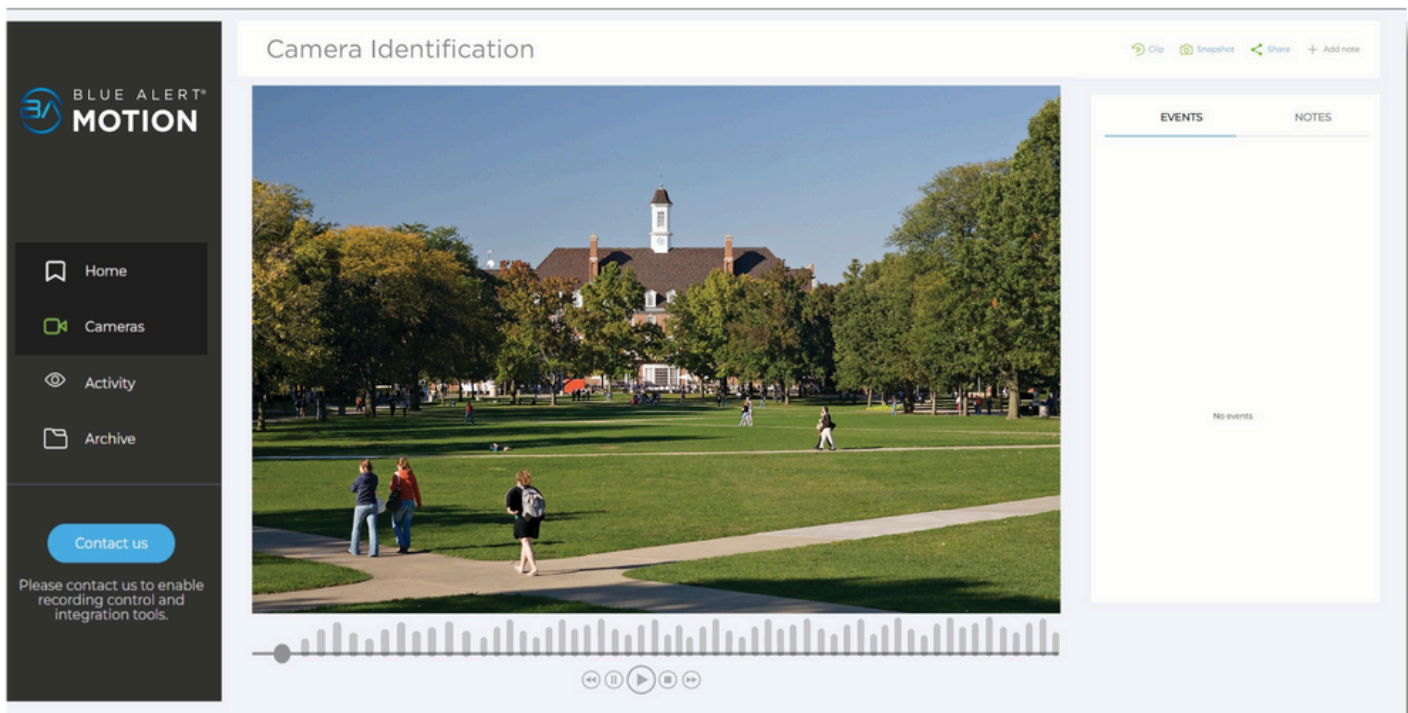 BLUE ALERT®
MOTION
Home
Cameras
Activity
Archive
Contact us
Please contact us to enable
recording control and
integration tools.
Camera Identification
Clip
Snapshot
Share
+ Add note
EVENTS
NOTES
No events